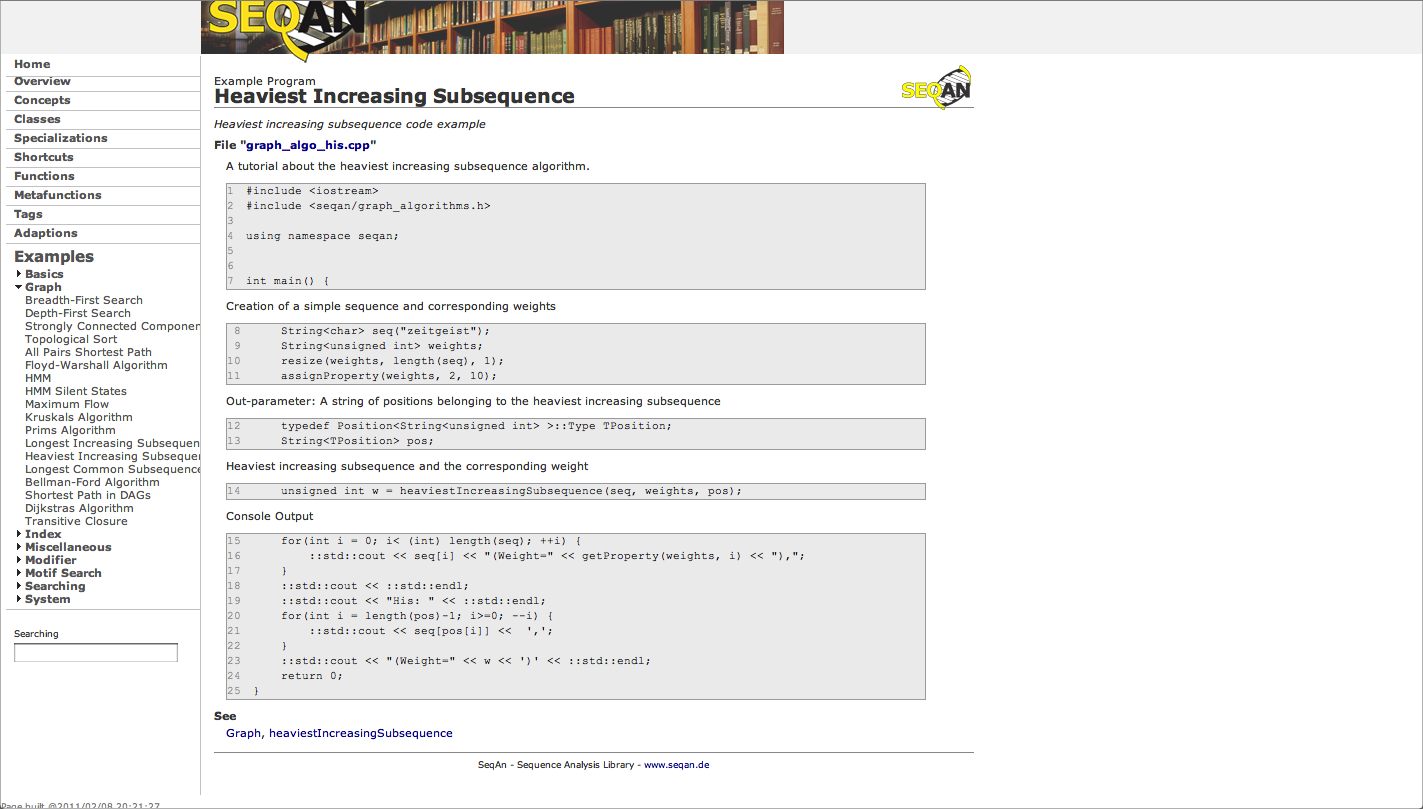 SEQAN
Home
Overview
Concepts
Classes
Specializations
Shortcuts
Functions
Metafunctions
Tags
Adaptions
Examples
Basics
Graph
Breadth-First Search
Depth-First Search
Strongly Connected Componen
Topological Sort
All Pairs Shortest Path
Floyd-Warshall Algorithm
HMM
HMM Silent States
Maximum Flow
Kruskals Algorithm
Prims Algorithm
Longest Increasing Subsequen
Heaviest Increasing Subseque
Longest Common Subsequence
Bellman-Ford Algorithm
Shortest Path in DAGs
Dijkstras Algorithm
Transitive Closure
Index
Miscellaneous
Modifier
Motif Search
Searching
System
Searching
Page built @2011/02/08 20:21:27
Example Program
Heaviest Increasing Subsequence
SEQAN
Heaviest increasing subsequence code example
File "graph_algo_his.cpp"
A tutorial about the heaviest increasing subsequence algorithm.
1 #include <iostream>
2 #include <seqan/graph_algorithms.h>
3
4 using namespace seqan;
5
6
7 int main() {
Creation of a simple sequence and corresponding weights
8 String<char> seq("zeitgeist");
9 String<unsigned int> weights;
10 resize(weights, length(seq), 1);
11 assignProperty(weights, 2, 10);
Out-parameter: A string of positions belonging to the heaviest increasing subsequence
12 typedef Position<String<unsigned int> >::Type TPosition;
13 String<TPosition> pos;
Heaviest increasing subsequence and the corresponding weight
14 unsigned int w = heaviestIncreasingSubsequence(seq, weights, pos);
Console Output
15 for(int i = 0; i< (int) length(seq); ++i) {
16 ::std::cout << seq[i] << "(Weight=" << getProperty(weights, i) << "),";
17 }
18 ::std::cout << ::std::endl;
19 ::std::cout << "His: " << ::std::endl;
20 for(int i = length(pos)-1; i>=0; --i) {
21 ::std::cout << seq[pos[i]] << ',';
22 }
23 ::std::cout << "(Weight=" << w << ')' << ::std::endl;
24 return 0;
25 }
See
Graph, heaviestIncreasingSubsequence
SeqAn - Sequence Analysis Library - www.seqan.de